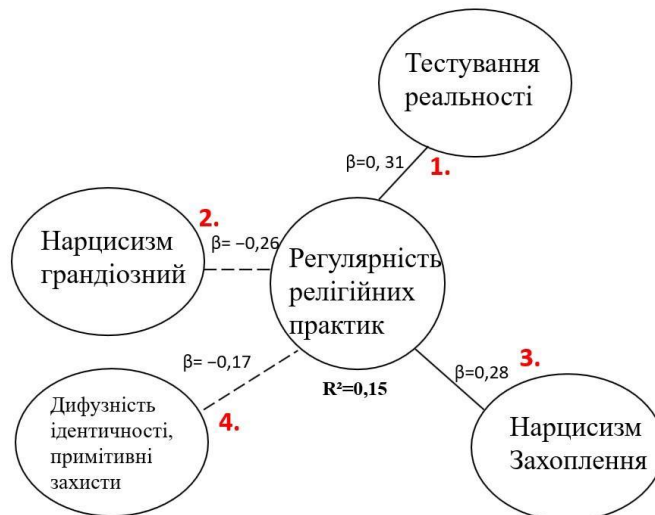 Тестування
реальності
β=0, 31
1.
2.
Нарцисизм
грандіозний
β= −0,26
Регулярність
релігійних
практик
R²=0,15
β= −0,17
4.
Дифузність
ідентичності,
примітивні
захисти
3.
β=0,28
Нарцисизм
Захоплення